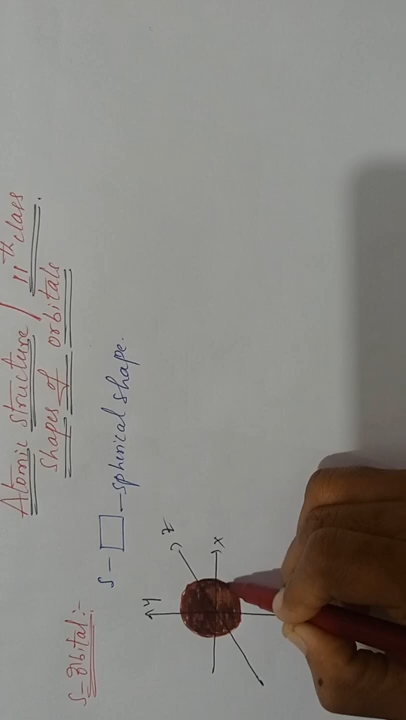 Atomic structure / 11th class.
shapes of orbitals
S-orbital:-
S - □ - spherical shape.
Y
Z
X